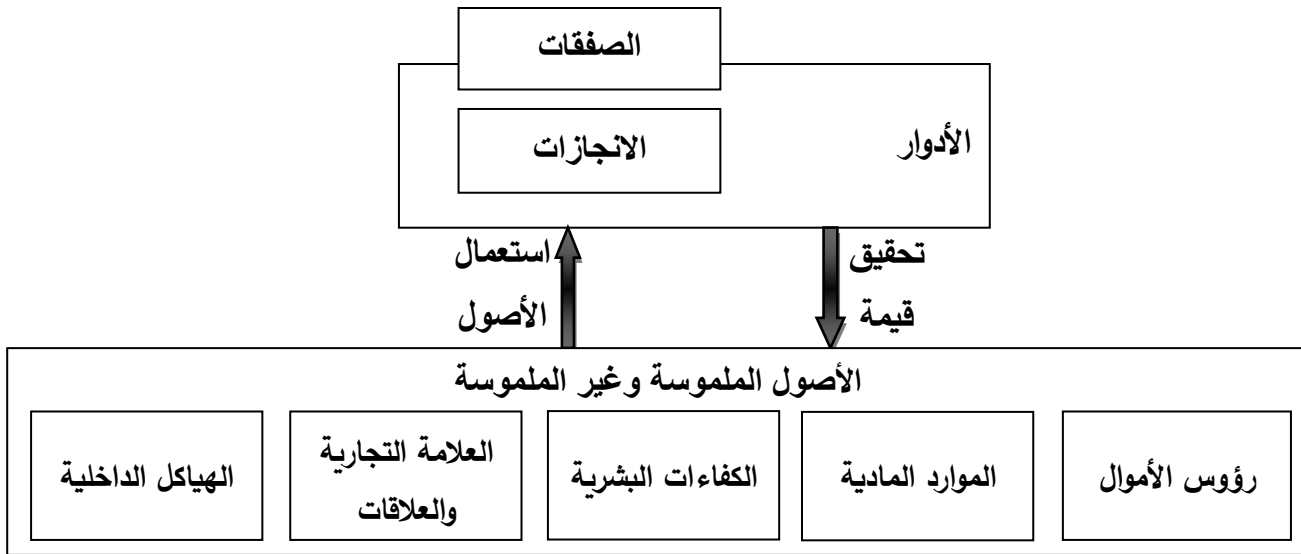 الصفقات
الأدوار
الانجازات
استعمال
الأصول
تحقيق
قيمة
الأصول الملموسة وغير الملموسة
رؤوس الأموال
الموارد المادية
الكفاءات البشرية
العلامة التجارية
والعلاقات
الهياكل الداخلية